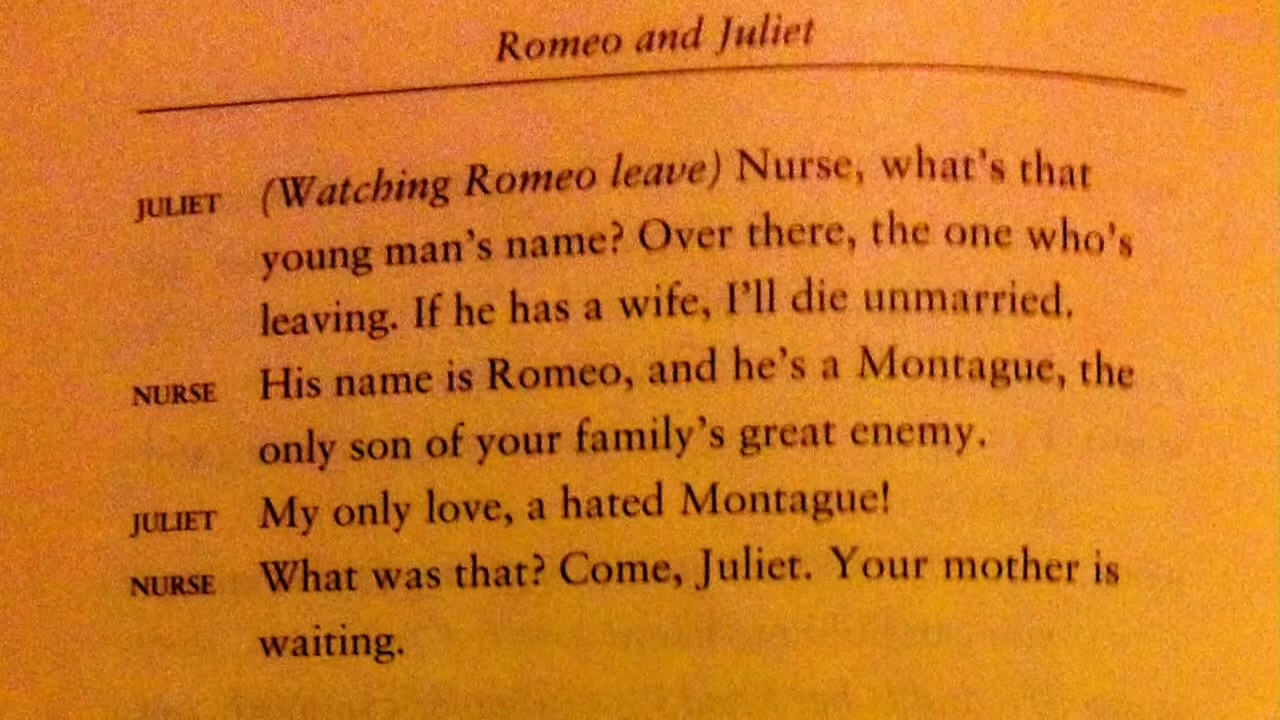 Romeo and Juliet
JULIET (Watching Romeo leave) Nurse, what's that
young man's name? Over there, the one who's
leaving. If he has a wife, I'll die unmarried.
NURSE His name is Romeo, and he's a Montague, the
only son of your family's great enemy.
JULIET My only love, a hated Montague!
NURSE What was that? Come, Juliet. Your mother is
waiting.